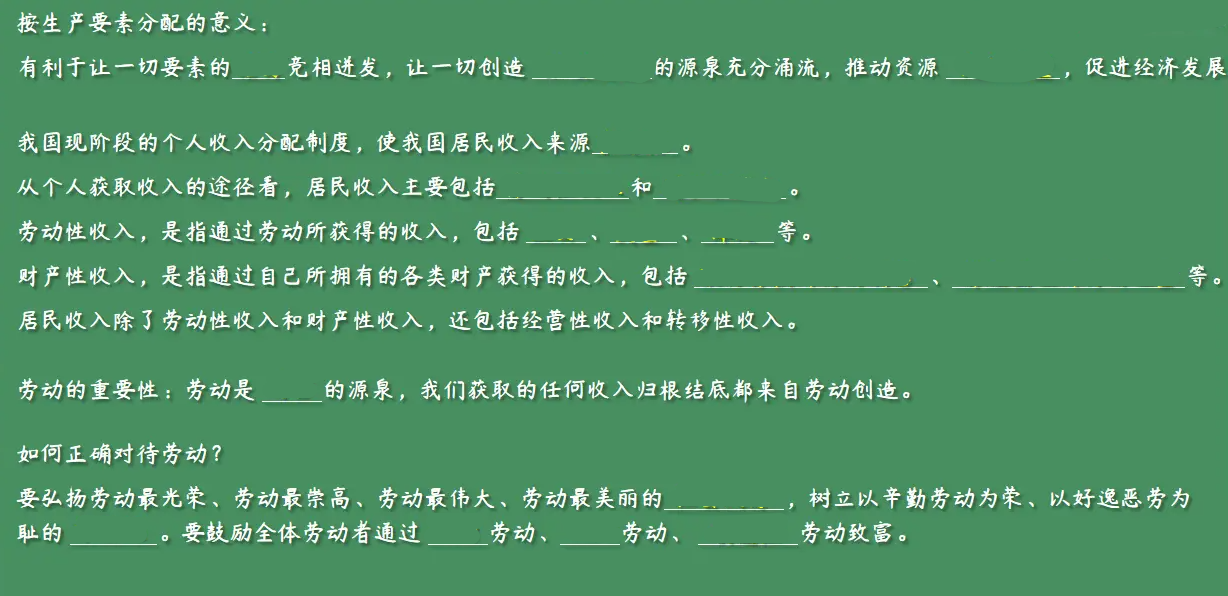 按生产要素分配的意义：
有利于让一切要素的____竞相迸发，让一切创造________的源泉充分涌流，推动资源________，促进经济发展
我国现阶段的个人收入分配制度，使我国居民收入来源______。
从个人获取收入的途径看，居民收入主要包括__________和__________。
劳动性收入，是指通过劳动所获得的收入，包括_____、_____、_____等。
财产性收入，是指通过自己所拥有的各类财产获得的收入，包括________________、________________等。
居民收入除了劳动性收入和财产性收入，还包括经营性收入和转移性收入。
劳动的重要性：劳动是_____的源泉，我们获取的任何收入归根结底都来自劳动创造。
如何正确对待劳动？
要弘扬劳动最光荣、劳动最崇高、劳动最伟大、劳动最美丽的_________，树立以辛勤劳动为荣、以好逸恶劳为
耻的_______。要鼓励全体劳动者通过_____劳动、_____劳动、________劳动致富。